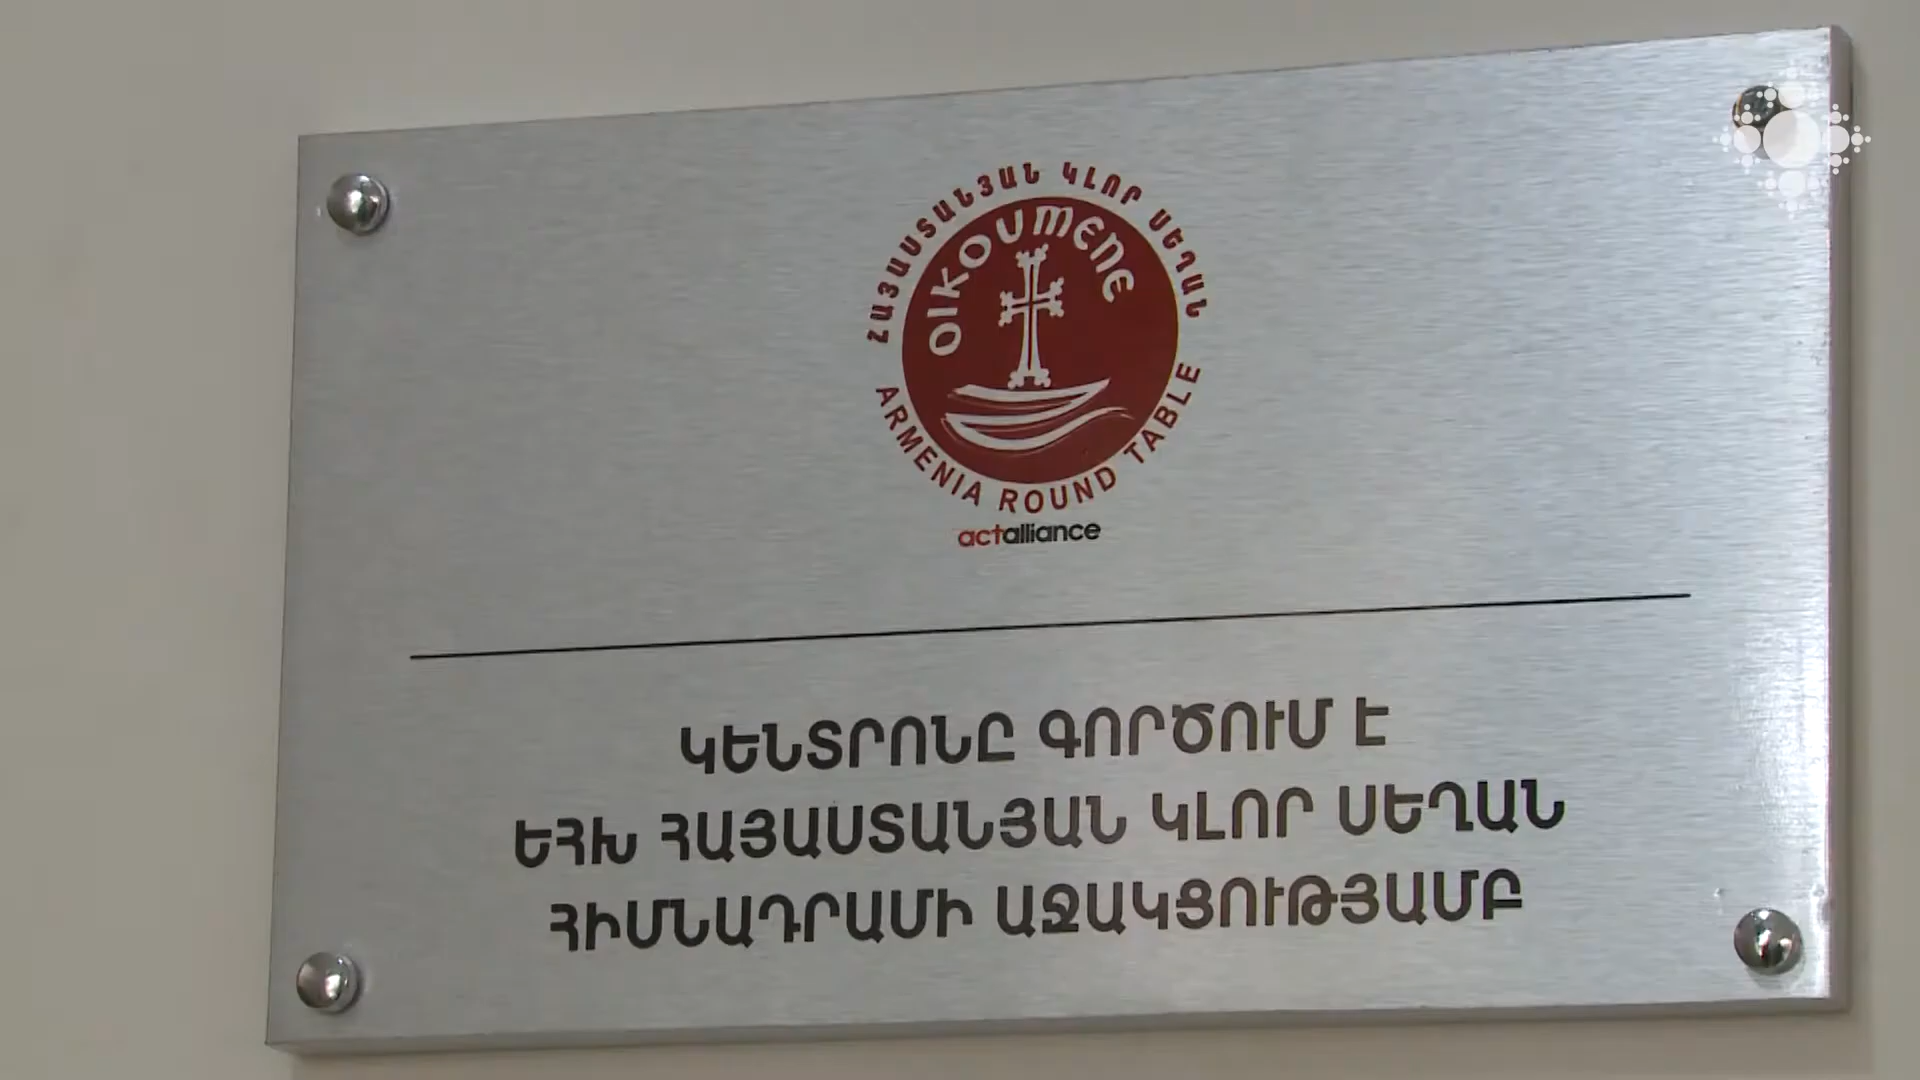 ՀԱՅԱՍՏԱՆՅԱՆ ԿԼՈՐ ՍԵՂԱՆ
OIKOUMENE
ARMENIA ROUND TABLE
actalliance
ԿԵՆՏՐՈՆԸ ԳՈՐԾՈՒՄ Է
ԵՀԽ ՀԱՅԱՍՏԱՆՅԱՆ ԿԼՈՐ ՍԵՂԱՆ
ՀԻՄՆԱԴՐԱՄԻ ԱՋԱԿՑՈՒԹՅԱՄԲ